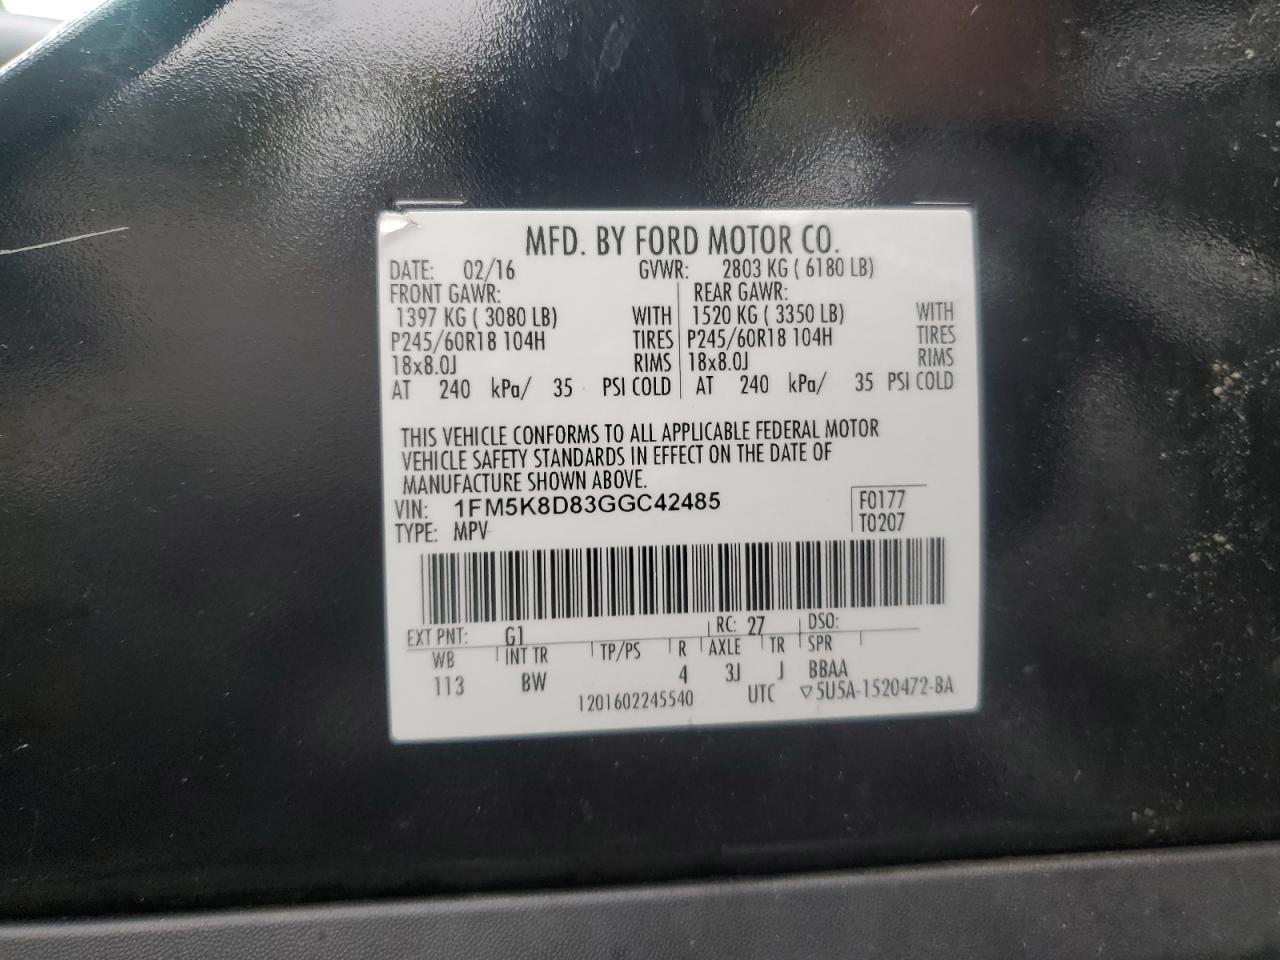 MFD. BY FORD MOTOR CO.
DATE: 02/16 GVWR: 2803 KG ( 6180 LB)
FRONT GAWR: REAR GAWR:
1397 KG ( 3080 LB) WITH 1520 KG ( 3350 LB) WITH
P245/60R18 104H TIRES P245/60R18 104H TIRES
18x8.0J RIMS 18x8.0J RIMS
AT 240 kPa/ 35 PSI COLD AT 240 kPa/ 35 PSI COLD
THIS VEHICLE CONFORMS TO ALL APPLICABLE FEDERAL MOTOR
VEHICLE SAFETY STANDARDS IN EFFECT ON THE DATE OF
MANUFACTURE SHOWN ABOVE.
VIN: 1FM5K8D83GGC42485 F0177
TYPE: MPV T0207
EXT PNT: G1 RC: 27 DSO:
WB INT TR TP/PS R AXLE TR SPR
113 BW 4 3J J BBAA
1201602245540 UTC ▽5U5A-1520472-BA